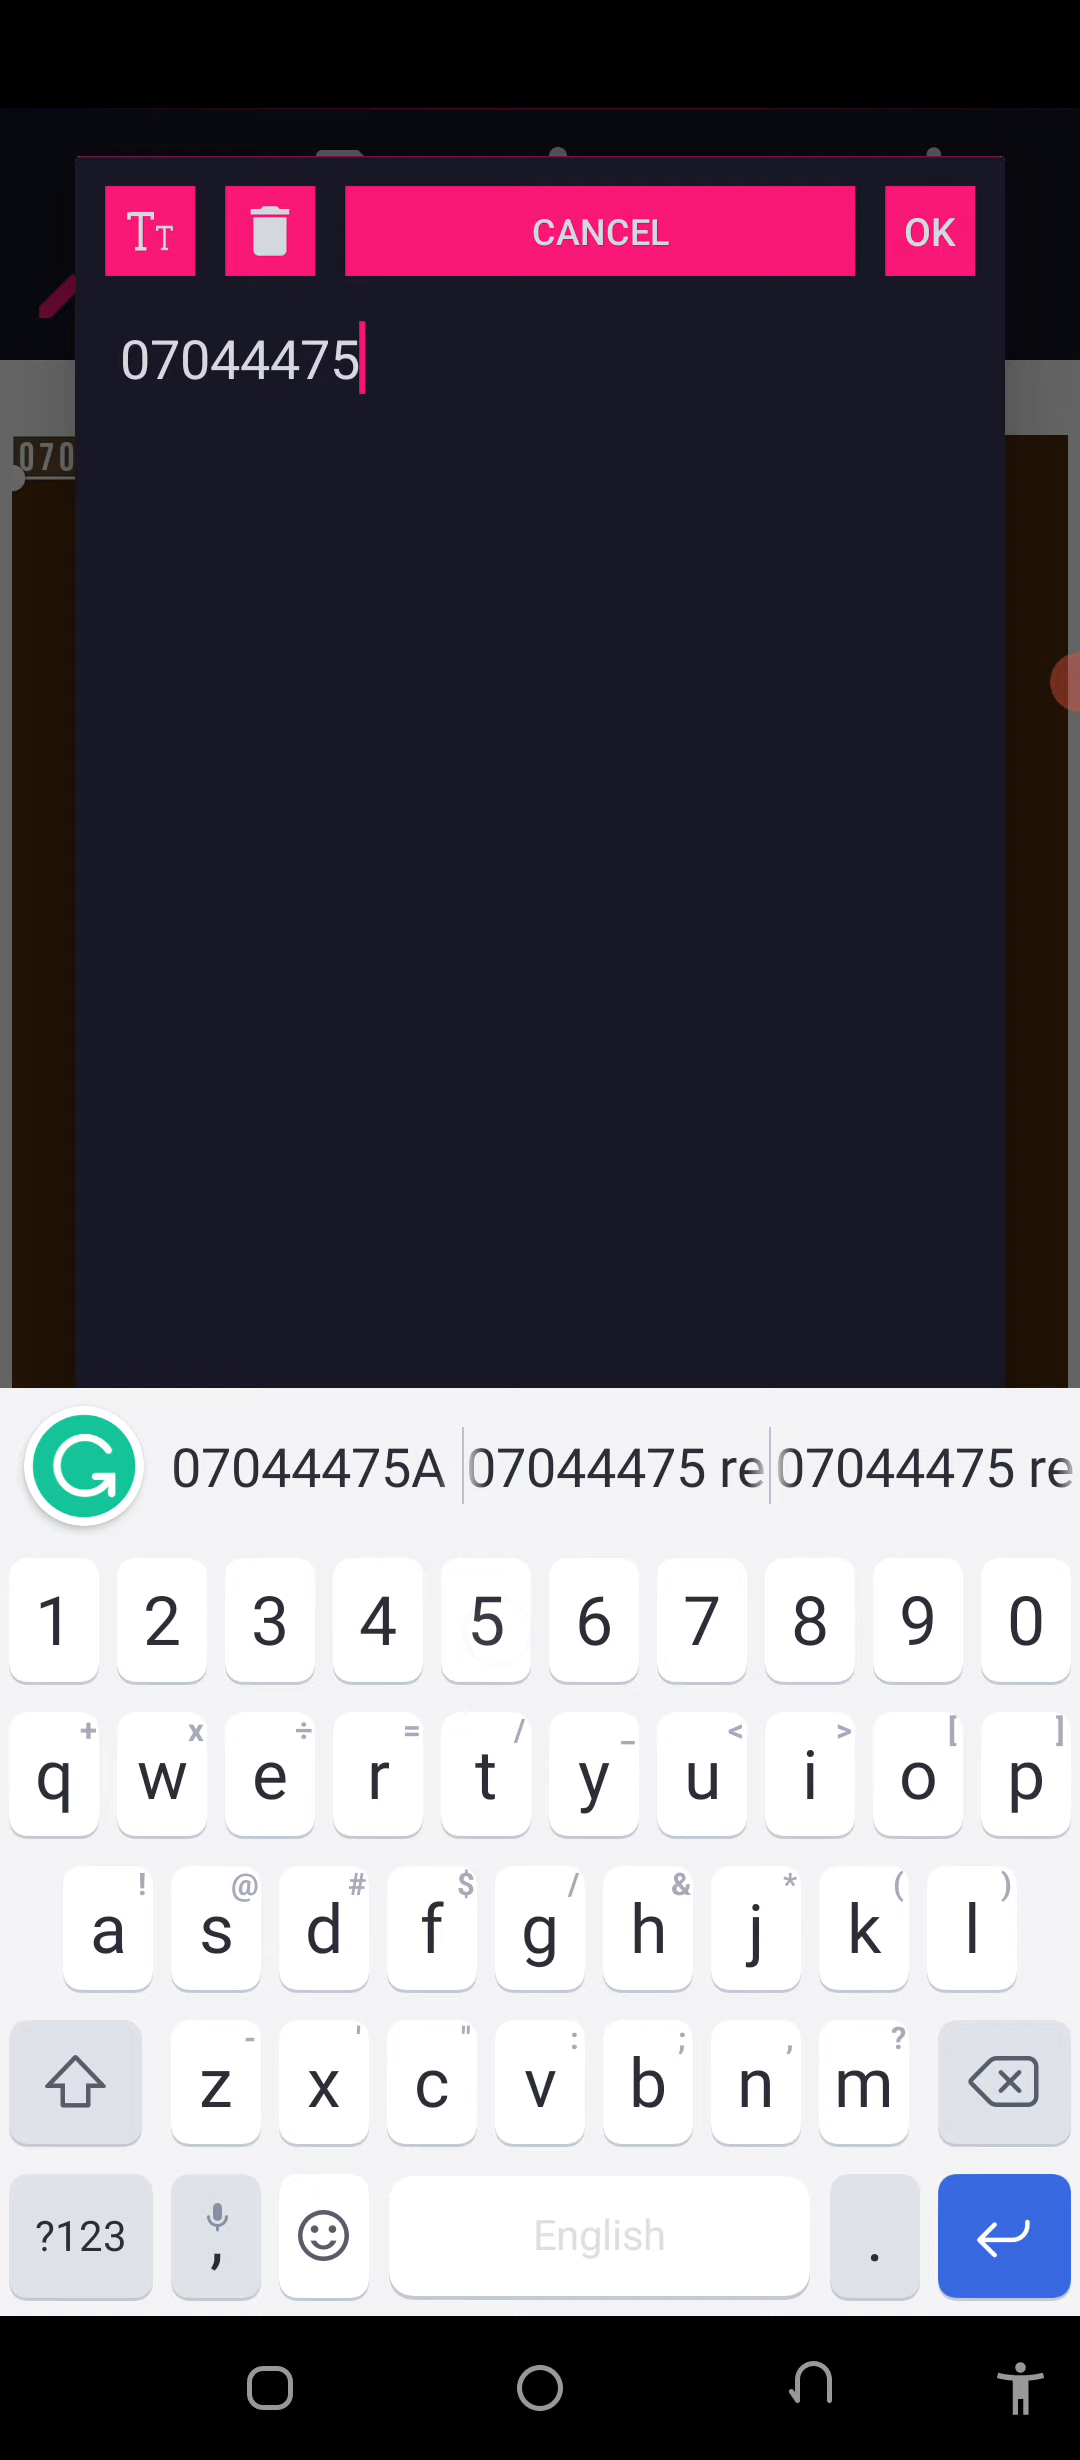 Tт
CANCEL
OK
07044475
070
07044475A
07044475 re
07044475 re
1 2 3 4 5 6 7 8 9 0
+ x ÷ = / _ < > [ ]
q w e r t y u i o p
! @ # $ / & * ( )
a s d f g h j k l
- ' " : ; , ?
z x c v b n m
?123 , English .